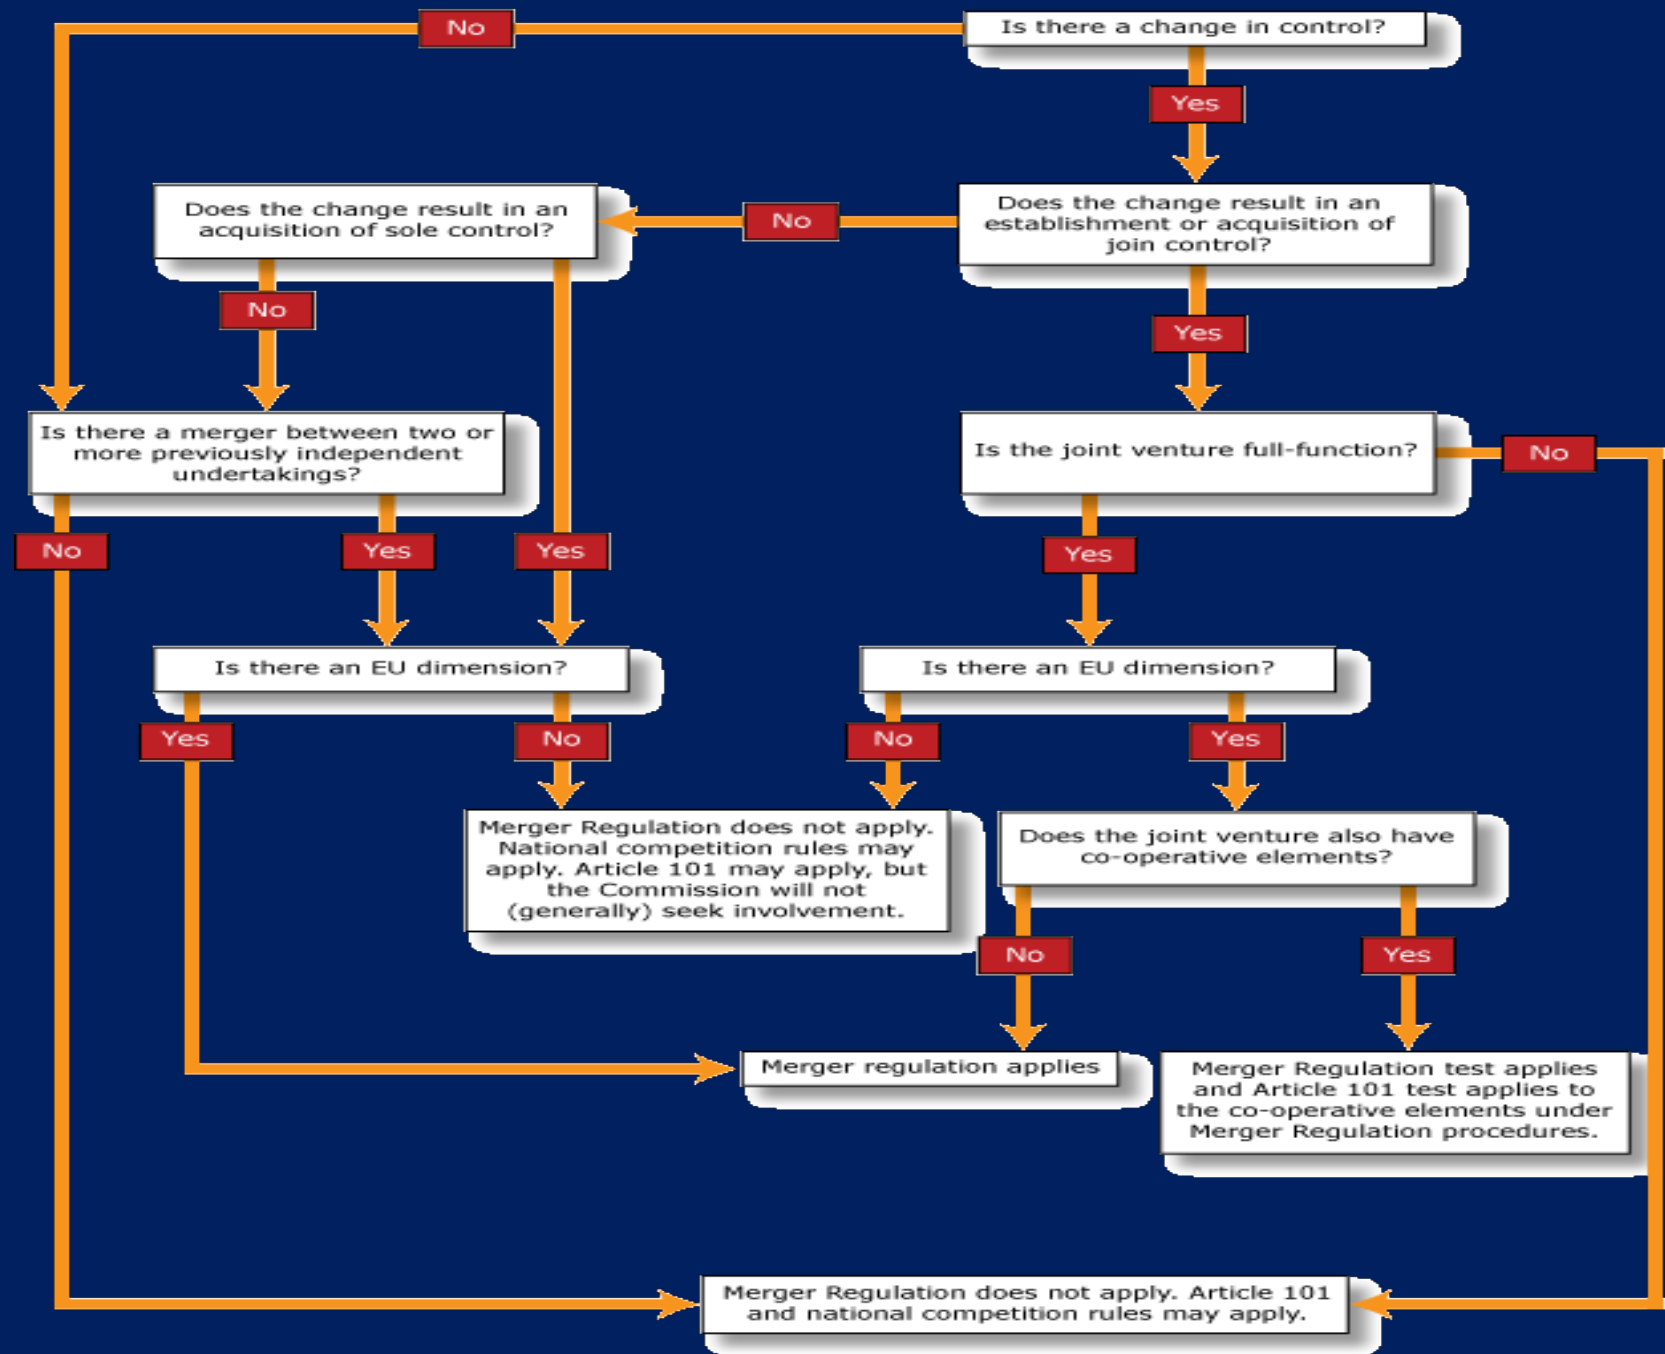 No
Is there a change in control?
Yes
Does the change result in an
acquisition of sole control?
No
Does the change result in an
establishment or acquisition of
join control?
No
Yes
Is there a merger between two or
more previously independent
undertakings?
Is the joint venture full-function?
No
No
Yes
Yes
Yes
Is there an EU dimension?
Is there an EU dimension?
Yes
No
No
Yes
Merger Regulation does not apply.
National competition rules may
apply. Article 101 may apply, but
the Commission will not
(generally) seek involvement.
Does the joint venture also have
co-operative elements?
No
Yes
Merger regulation applies
Merger Regulation test applies
and Article 101 test applies to
the co-operative elements under
Merger Regulation procedures.
Merger Regulation does not apply. Article 101
and national competition rules may apply.